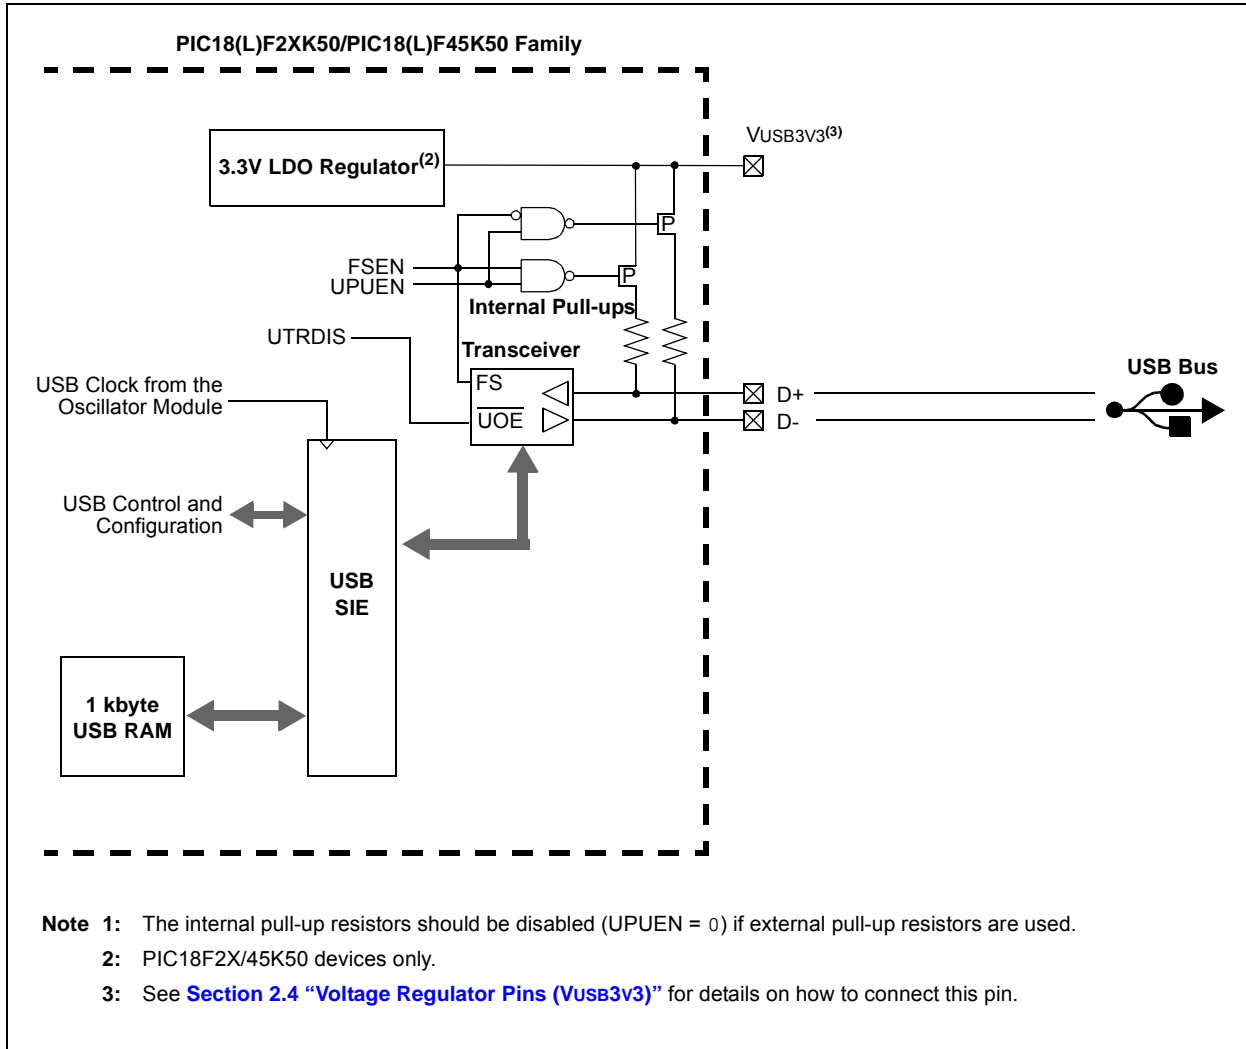 PIC18(L)F2XK50/PIC18(L)F45K50 Family
VUSB3V3(3)
3.3V LDO Regulator(2)
P
FSEN
P
UPUEN
Internal Pull-ups
UTRDIS
Transceiver
FS
USB Bus
USB Clock from the
Oscillator Module
D+
UOE
D-
USB Control and
Configuration
USB
SIE
1 kbyte
USB RAM
Note 1: The internal pull-up resistors should be disabled (UPUEN = 0) if external pull-up resistors are used.
2: PIC18F2X/45K50 devices only.
3: See Section 2.4 “Voltage Regulator Pins (VUSB3V3)” for details on how to connect this pin.